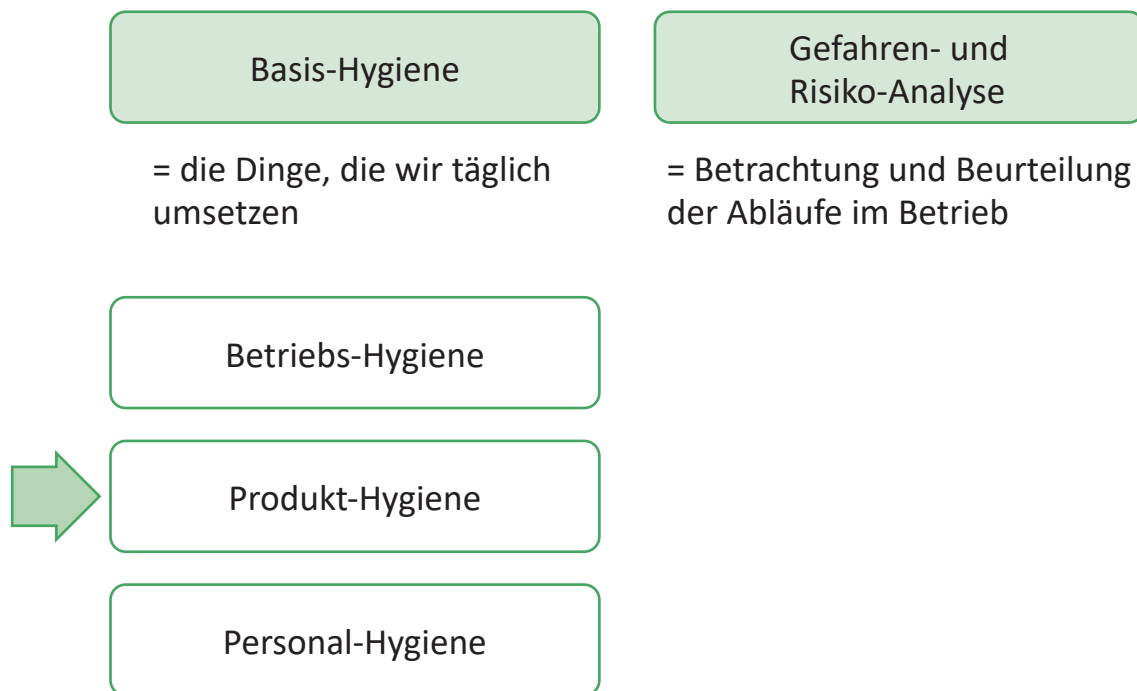 Basis-Hygiene
Gefahren- und
Risiko-Analyse
= die Dinge, die wir täglich
umsetzen
= Betrachtung und Beurteilung
der Abläufe im Betrieb
Betriebs-Hygiene
Produkt-Hygiene
Personal-Hygiene